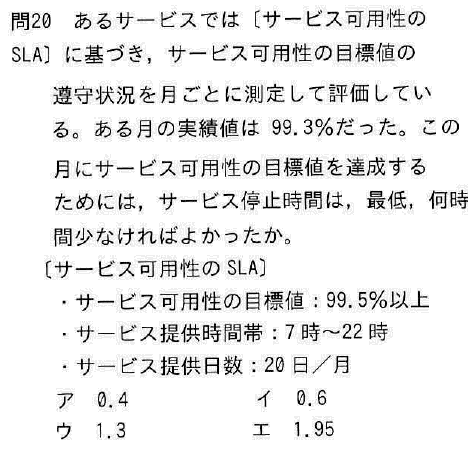 問20　あるサービスでは〔サービス可用性の
SLA〕に基づき，サービス可用性の目標値の
遵守状況を月ごとに測定して評価してい
る。ある月の実績値は 99.3％だった。この
月にサービス可用性の目標値を達成する
ためには，サービス停止時間は，最低，何時
間少なければよかったか。
〔サービス可用性の SLA〕
・サービス可用性の目標値：99.5％以上
・サービス提供時間帯：7 時～22 時
・サービス提供日数：20 日／月
ア　0.4　　イ　0.6
ウ　1.3　　エ　1.95